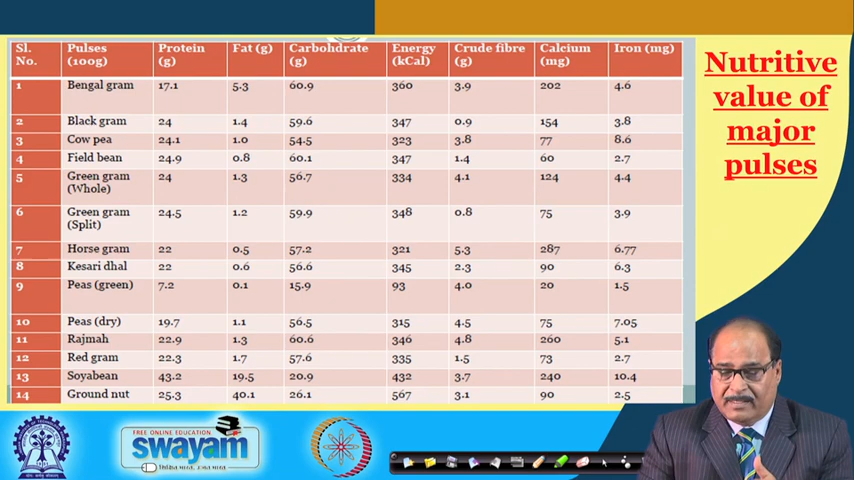 Sl. No. Pulses (100g) Protein (g) Fat (g) Carbohdrate (g) Energy (kCal) Crude fibre (g) Calcium (mg) Iron (mg)
1 Bengal gram 17.1 5.3 60.9 360 3.9 202 4.6
2 Black gram 24 1.4 59.6 347 0.9 154 3.8
3 Cow pea 24.1 1.0 54.5 323 3.8 77 8.6
4 Field bean 24.9 0.8 60.1 347 1.4 60 2.7
5 Green gram (Whole) 24 1.3 56.7 334 4.1 124 4.4
6 Green gram (Split) 24.5 1.2 59.9 348 0.8 75 3.9
7 Horse gram 22 0.5 57.2 321 5.3 287 6.77
8 Kesari dhal 22 0.6 56.6 345 2.3 90 6.3
9 Peas (green) 7.2 0.1 15.9 93 4.0 20 1.5
10 Peas (dry) 19.7 1.1 56.5 315 4.5 75 7.05
11 Rajmah 22.9 1.3 60.6 346 4.8 260 5.1
12 Red gram 22.3 1.7 57.6 335 1.5 73 2.7
13 Soyabean 43.2 19.5 20.9 432 3.7 240 10.4
14 Ground nut 25.3 40.1 26.1 567 3.1 90 2.5
Nutritive
value of
major
pulses
FREE ONLINE EDUCATION
swayam